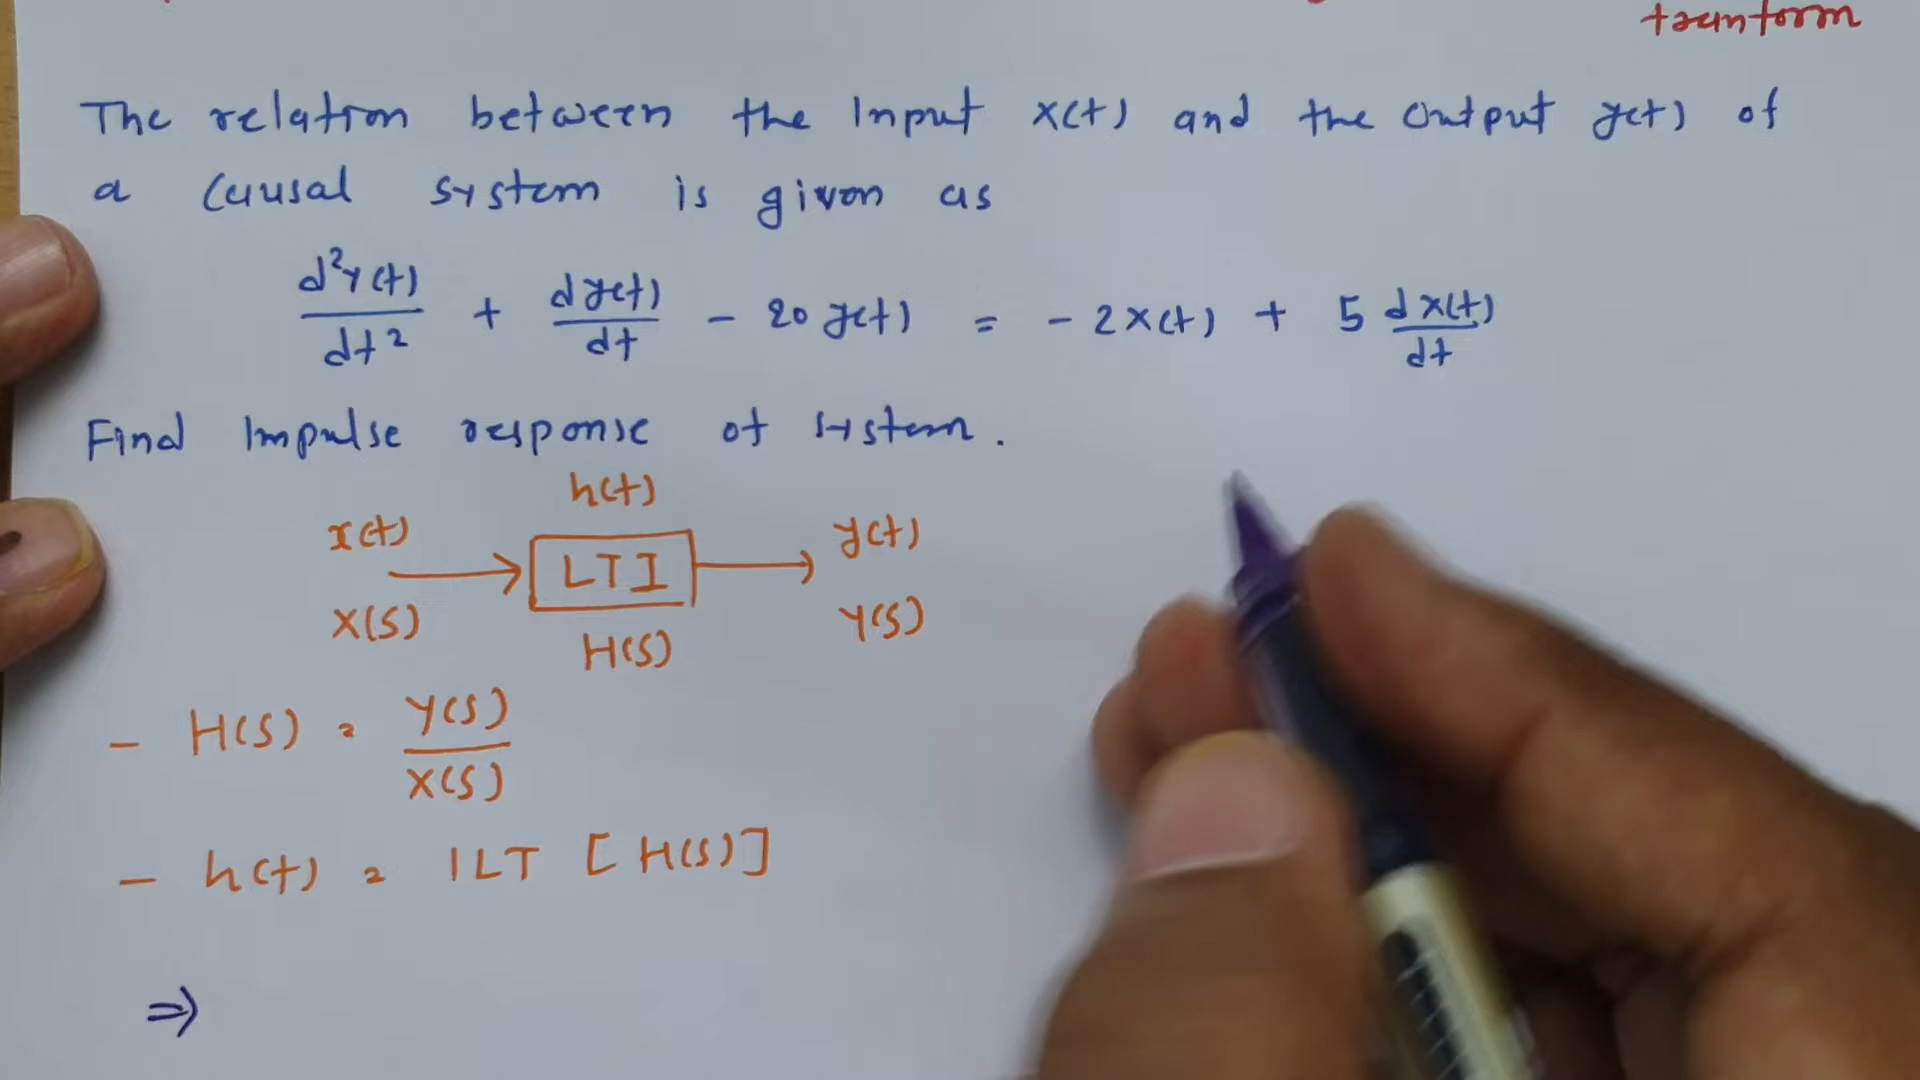 The relation between the Input x(t) and the output y(t) of
a causal system is given as
d²y(t)/dt² + dy(t)/dt - 20 y(t) = - 2x(t) + 5 dx(t)/dt
Find Impulse response of system.
h(t)
x(t) LTI y(t)
X(S) H(S) Y(S)
- H(S) = Y(S)/X(S)
- h(t) = ILT [H(S)]
⇒